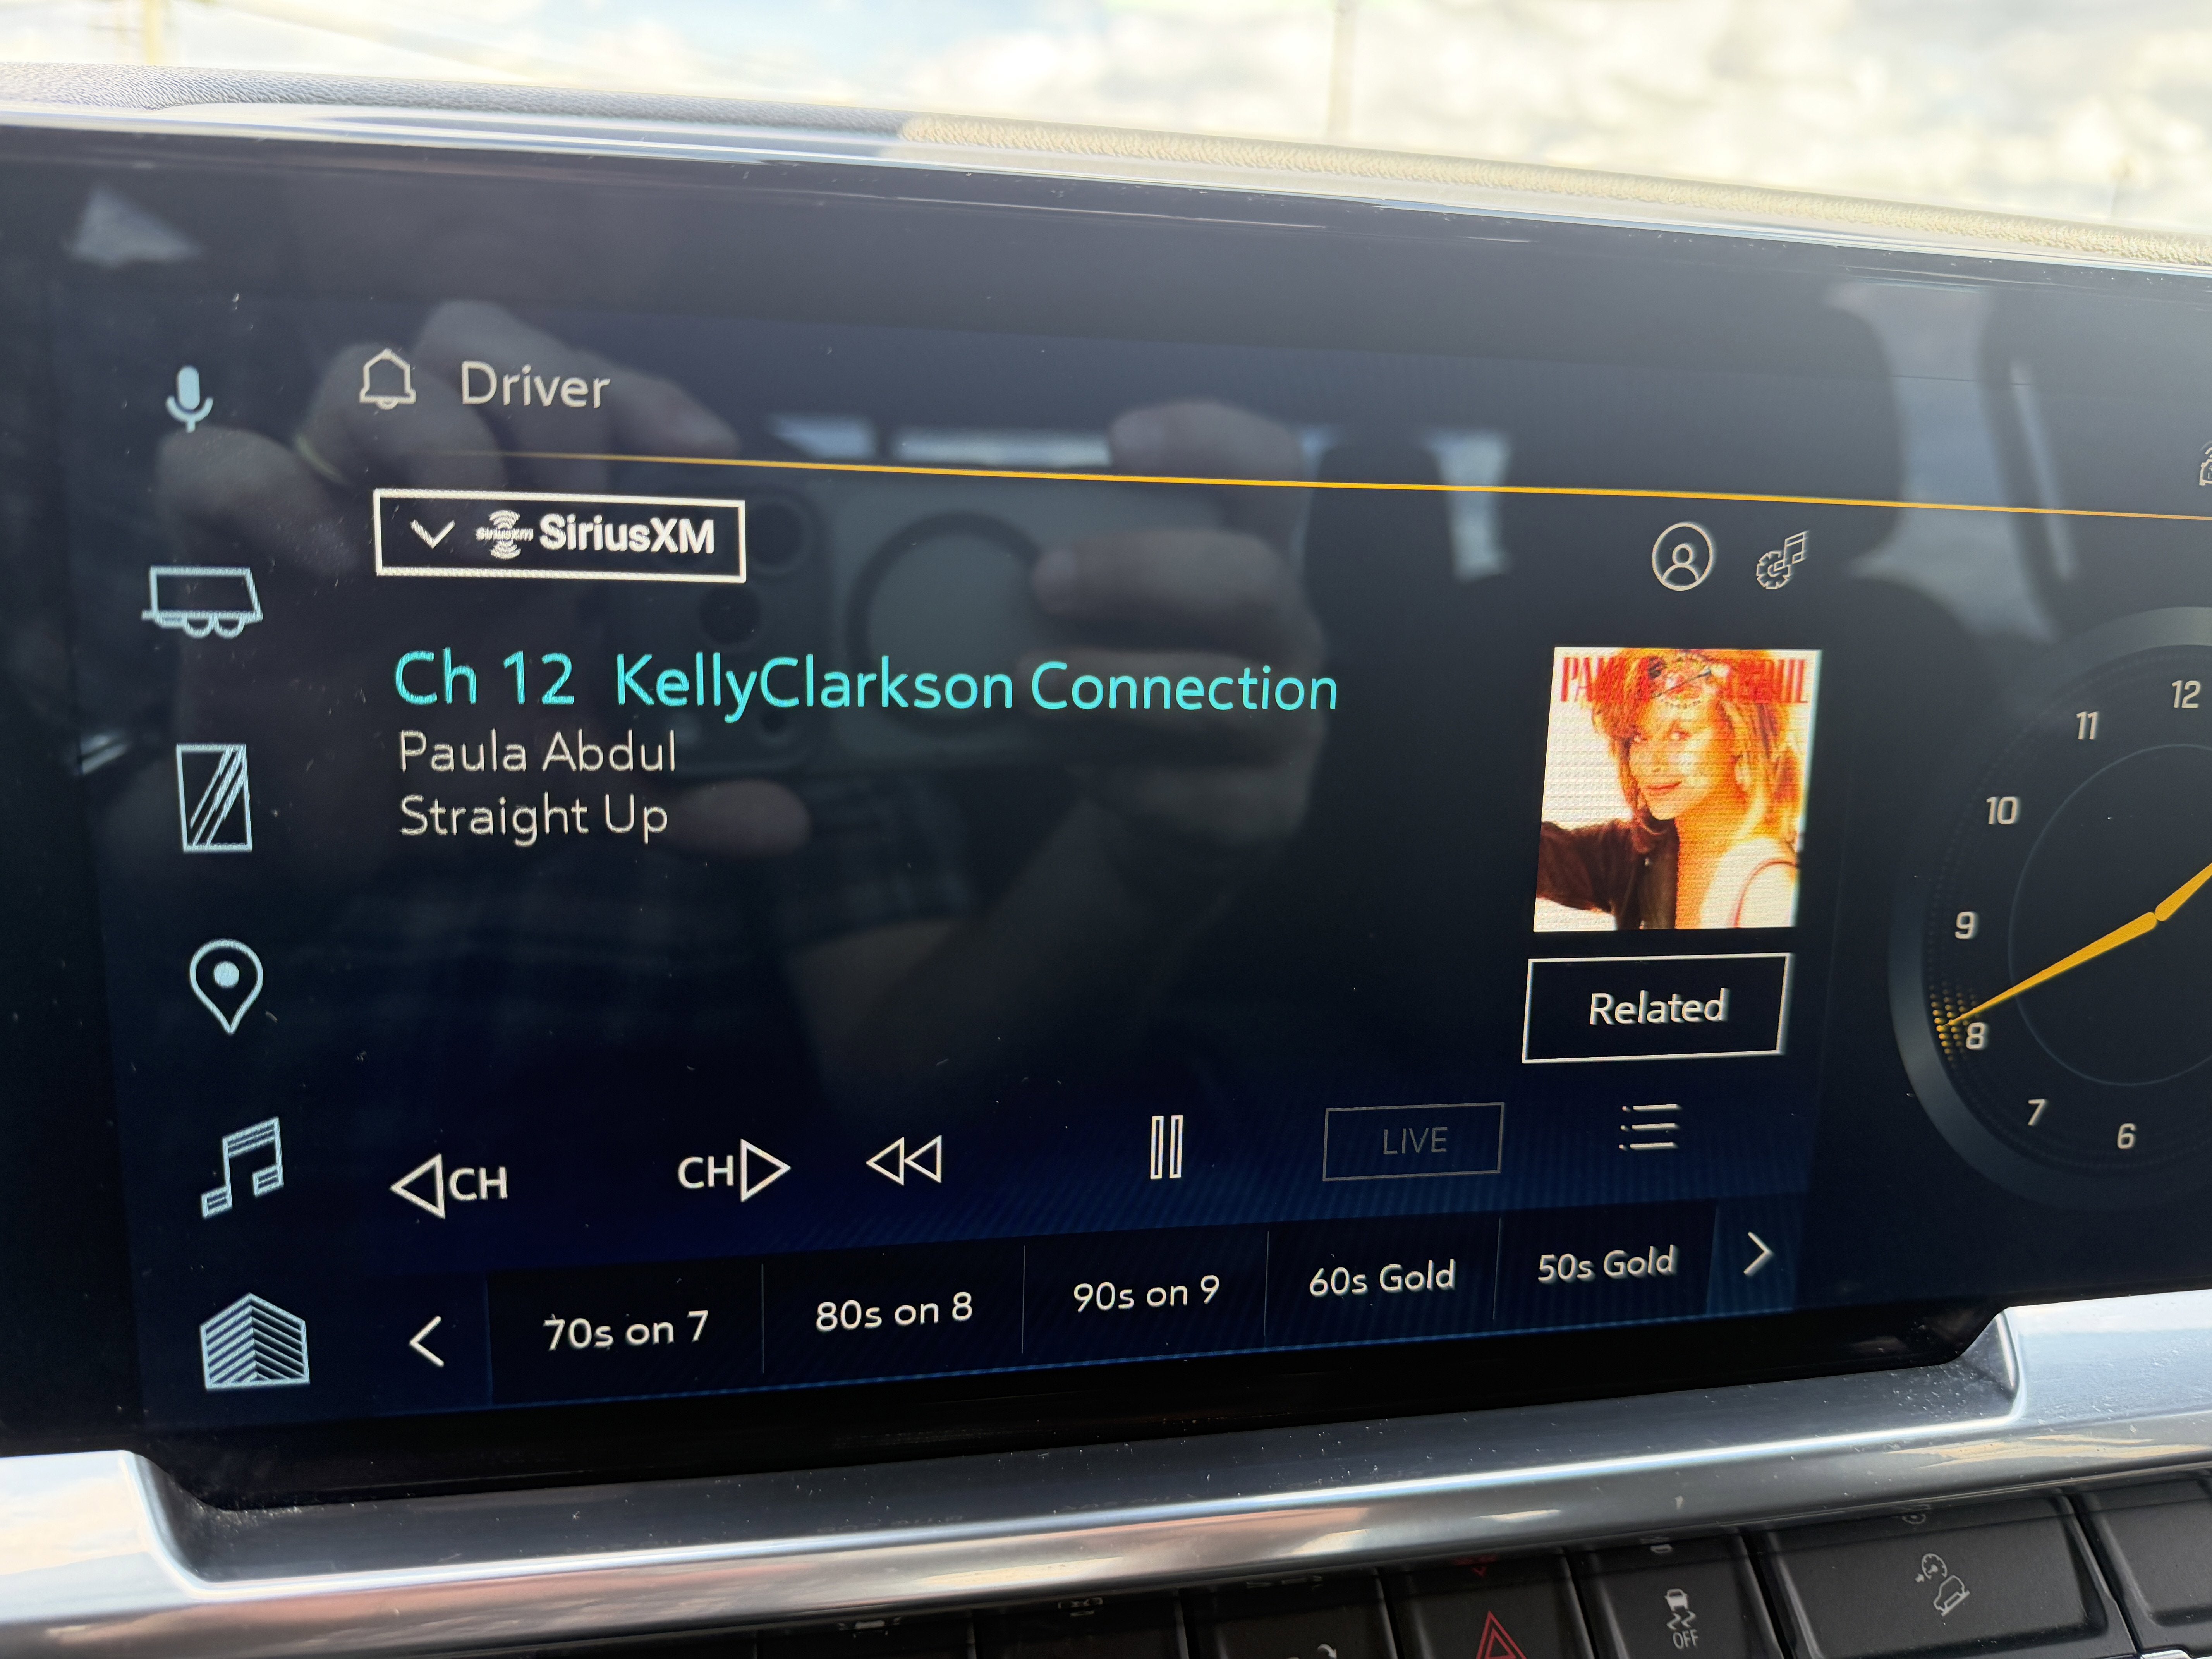 Driver
SiriusXM SiriusXM
Ch 12 KellyClarkson Connection
Paula Abdul
Straight Up
Related
◁CH CH▷ LIVE
70s on 7 80s on 8 90s on 9 60s Gold 50s Gold
12
11
10
9
8
7
6
OFF